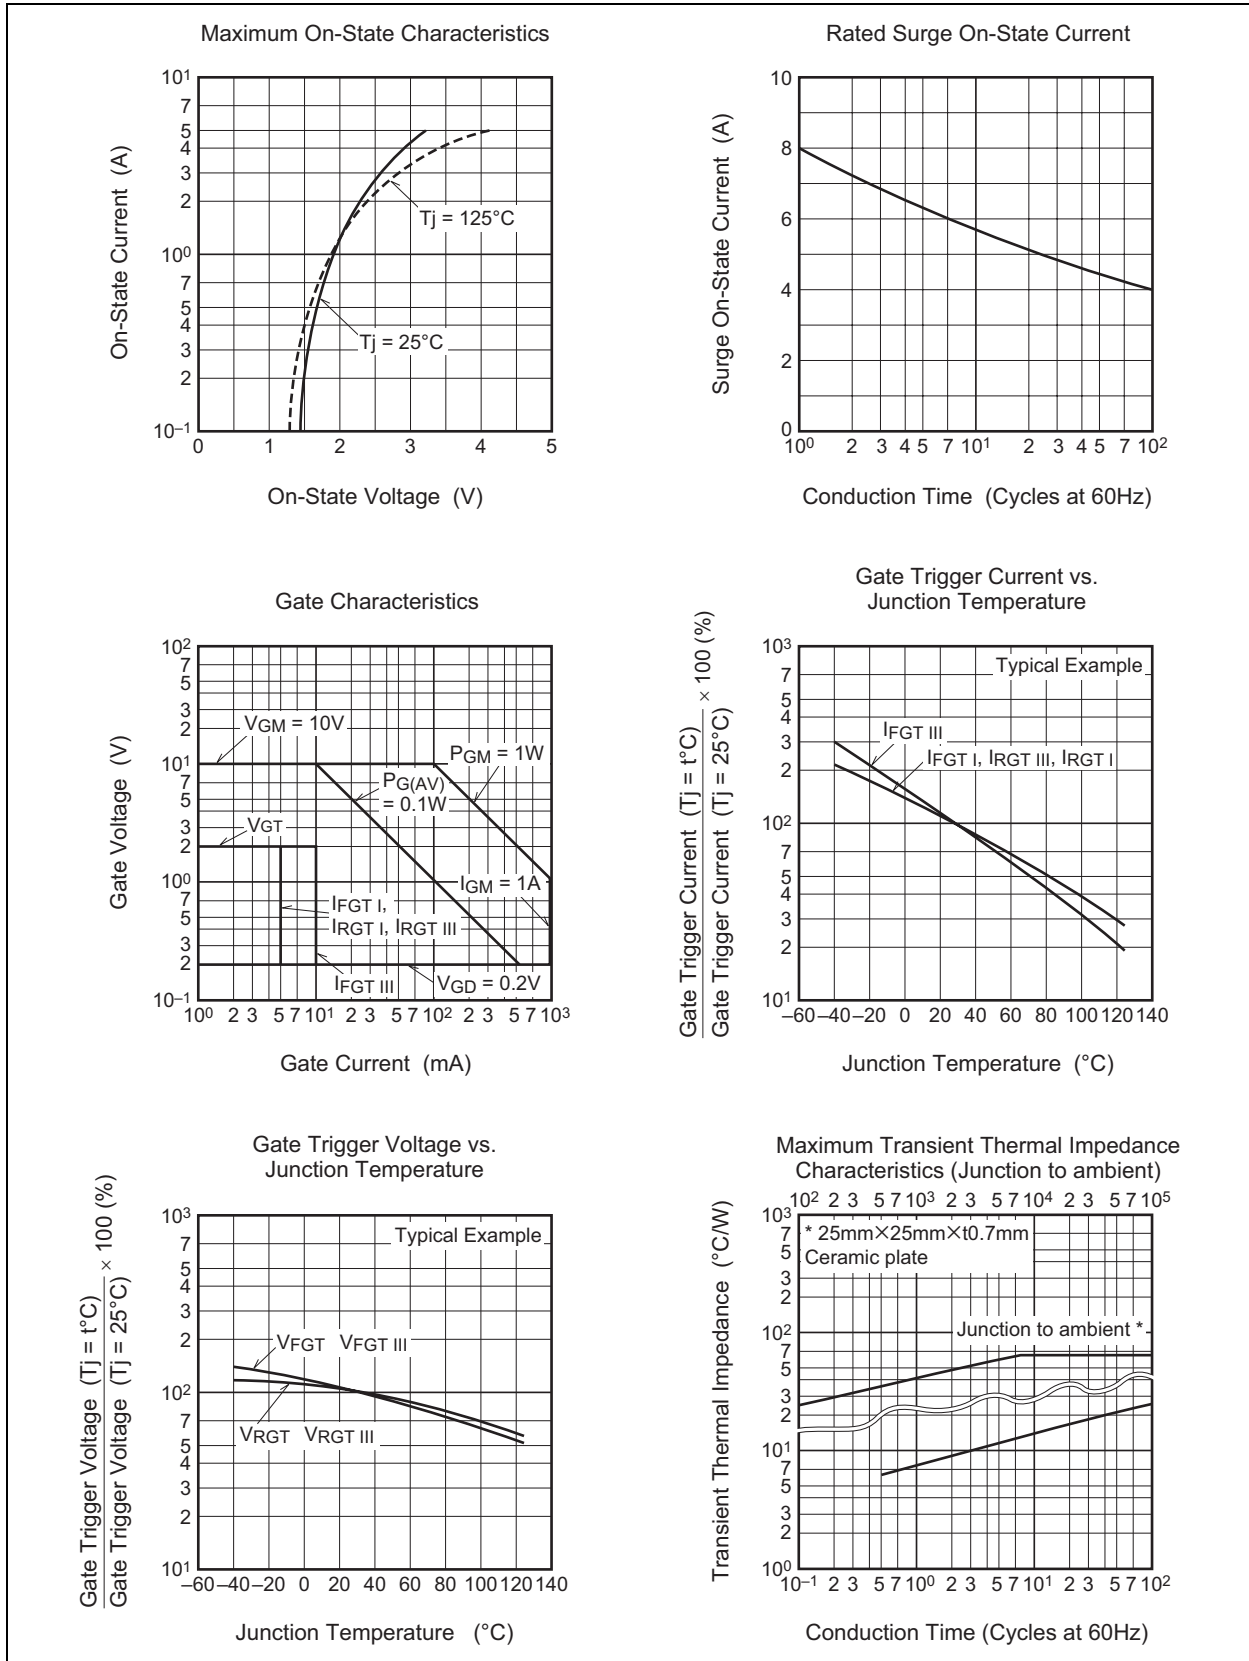 Maximum On-State Characteristics
On-State Current (A)
10¹
7
5
4
3
2
10⁰
7
5
4
3
2
10⁻¹
0 1 2 3 4 5
Tj = 125°C
Tj = 25°C
On-State Voltage (V)
Rated Surge On-State Current
Surge On-State Current (A)
10
8
6
4
2
0
10⁰ 2 3 4 5 7 10¹ 2 3 4 5 7 10²
Conduction Time (Cycles at 60Hz)
Gate Characteristics
Gate Voltage (V)
10²
7
5
3
2
10¹
7
5
3
2
10⁰
7
5
3
2
10⁻¹
VGM = 10V
PGM = 1W
PG(AV)
= 0.1W
VGT
IGM = 1A
IFGT I,
IRGT I, IRGT III
IFGT III
VGD = 0.2V
10⁰ 2 3 5 7 10¹ 2 3 5 7 10² 2 3 5 7 10³
Gate Current (mA)
Gate Trigger Current vs.
Junction Temperature
Gate Trigger Current (Tj = t°C)
Gate Trigger Current (Tj = 25°C)
× 100 (%)
10³
7
5
4
3
2
10²
7
5
4
3
2
10¹
Typical Example
IFGT III
IFGT I, IRGT III, IRGT I
–60 –40 –20 0 20 40 60 80 100 120 140
Junction Temperature (°C)
Gate Trigger Voltage vs.
Junction Temperature
Gate Trigger Voltage (Tj = t°C)
Gate Trigger Voltage (Tj = 25°C)
× 100 (%)
10³
7
5
4
3
2
10²
7
5
4
3
2
10¹
Typical Example
VFGT VFGT III
VRGT VRGT III
–60 –40 –20 0 20 40 60 80 100 120 140
Junction Temperature (°C)
Maximum Transient Thermal Impedance
Characteristics (Junction to ambient)
10² 2 3 5 7 10³ 2 3 5 7 10⁴ 2 3 5 7 10⁵
Transient Thermal Impedance (°C/W)
10³
7
5
3
2
10²
7
5
3
2
10¹
7
5
3
2
10⁰
* 25mm×25mm×t0.7mm
Ceramic plate
Junction to ambient *
10⁻¹ 2 3 5 7 10⁰ 2 3 5 7 10¹ 2 3 5 7 10²
Conduction Time (Cycles at 60Hz)